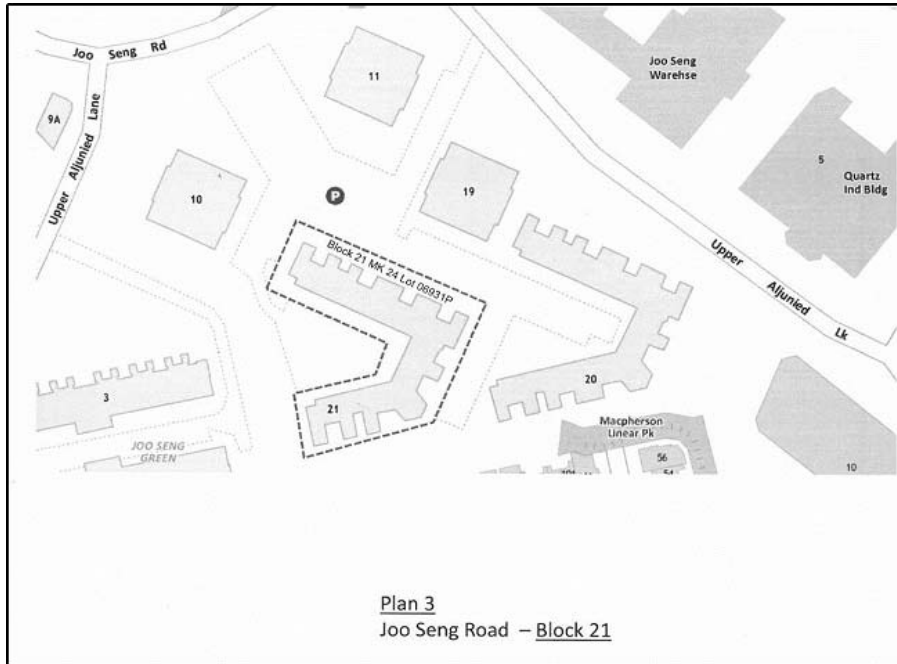 Joo Seng Rd
11
Joo Seng
Warehse
9A
Upper Aljunied Lane
5
Quartz
Ind Bldg
10
P
19
Block 21 MK 24 Lot 06931P
Upper Aljunied Lk
3
21
20
JOO SENG
GREEN
Macpherson
Linear Pk
56
10
Plan 3
Joo Seng Road – Block 21